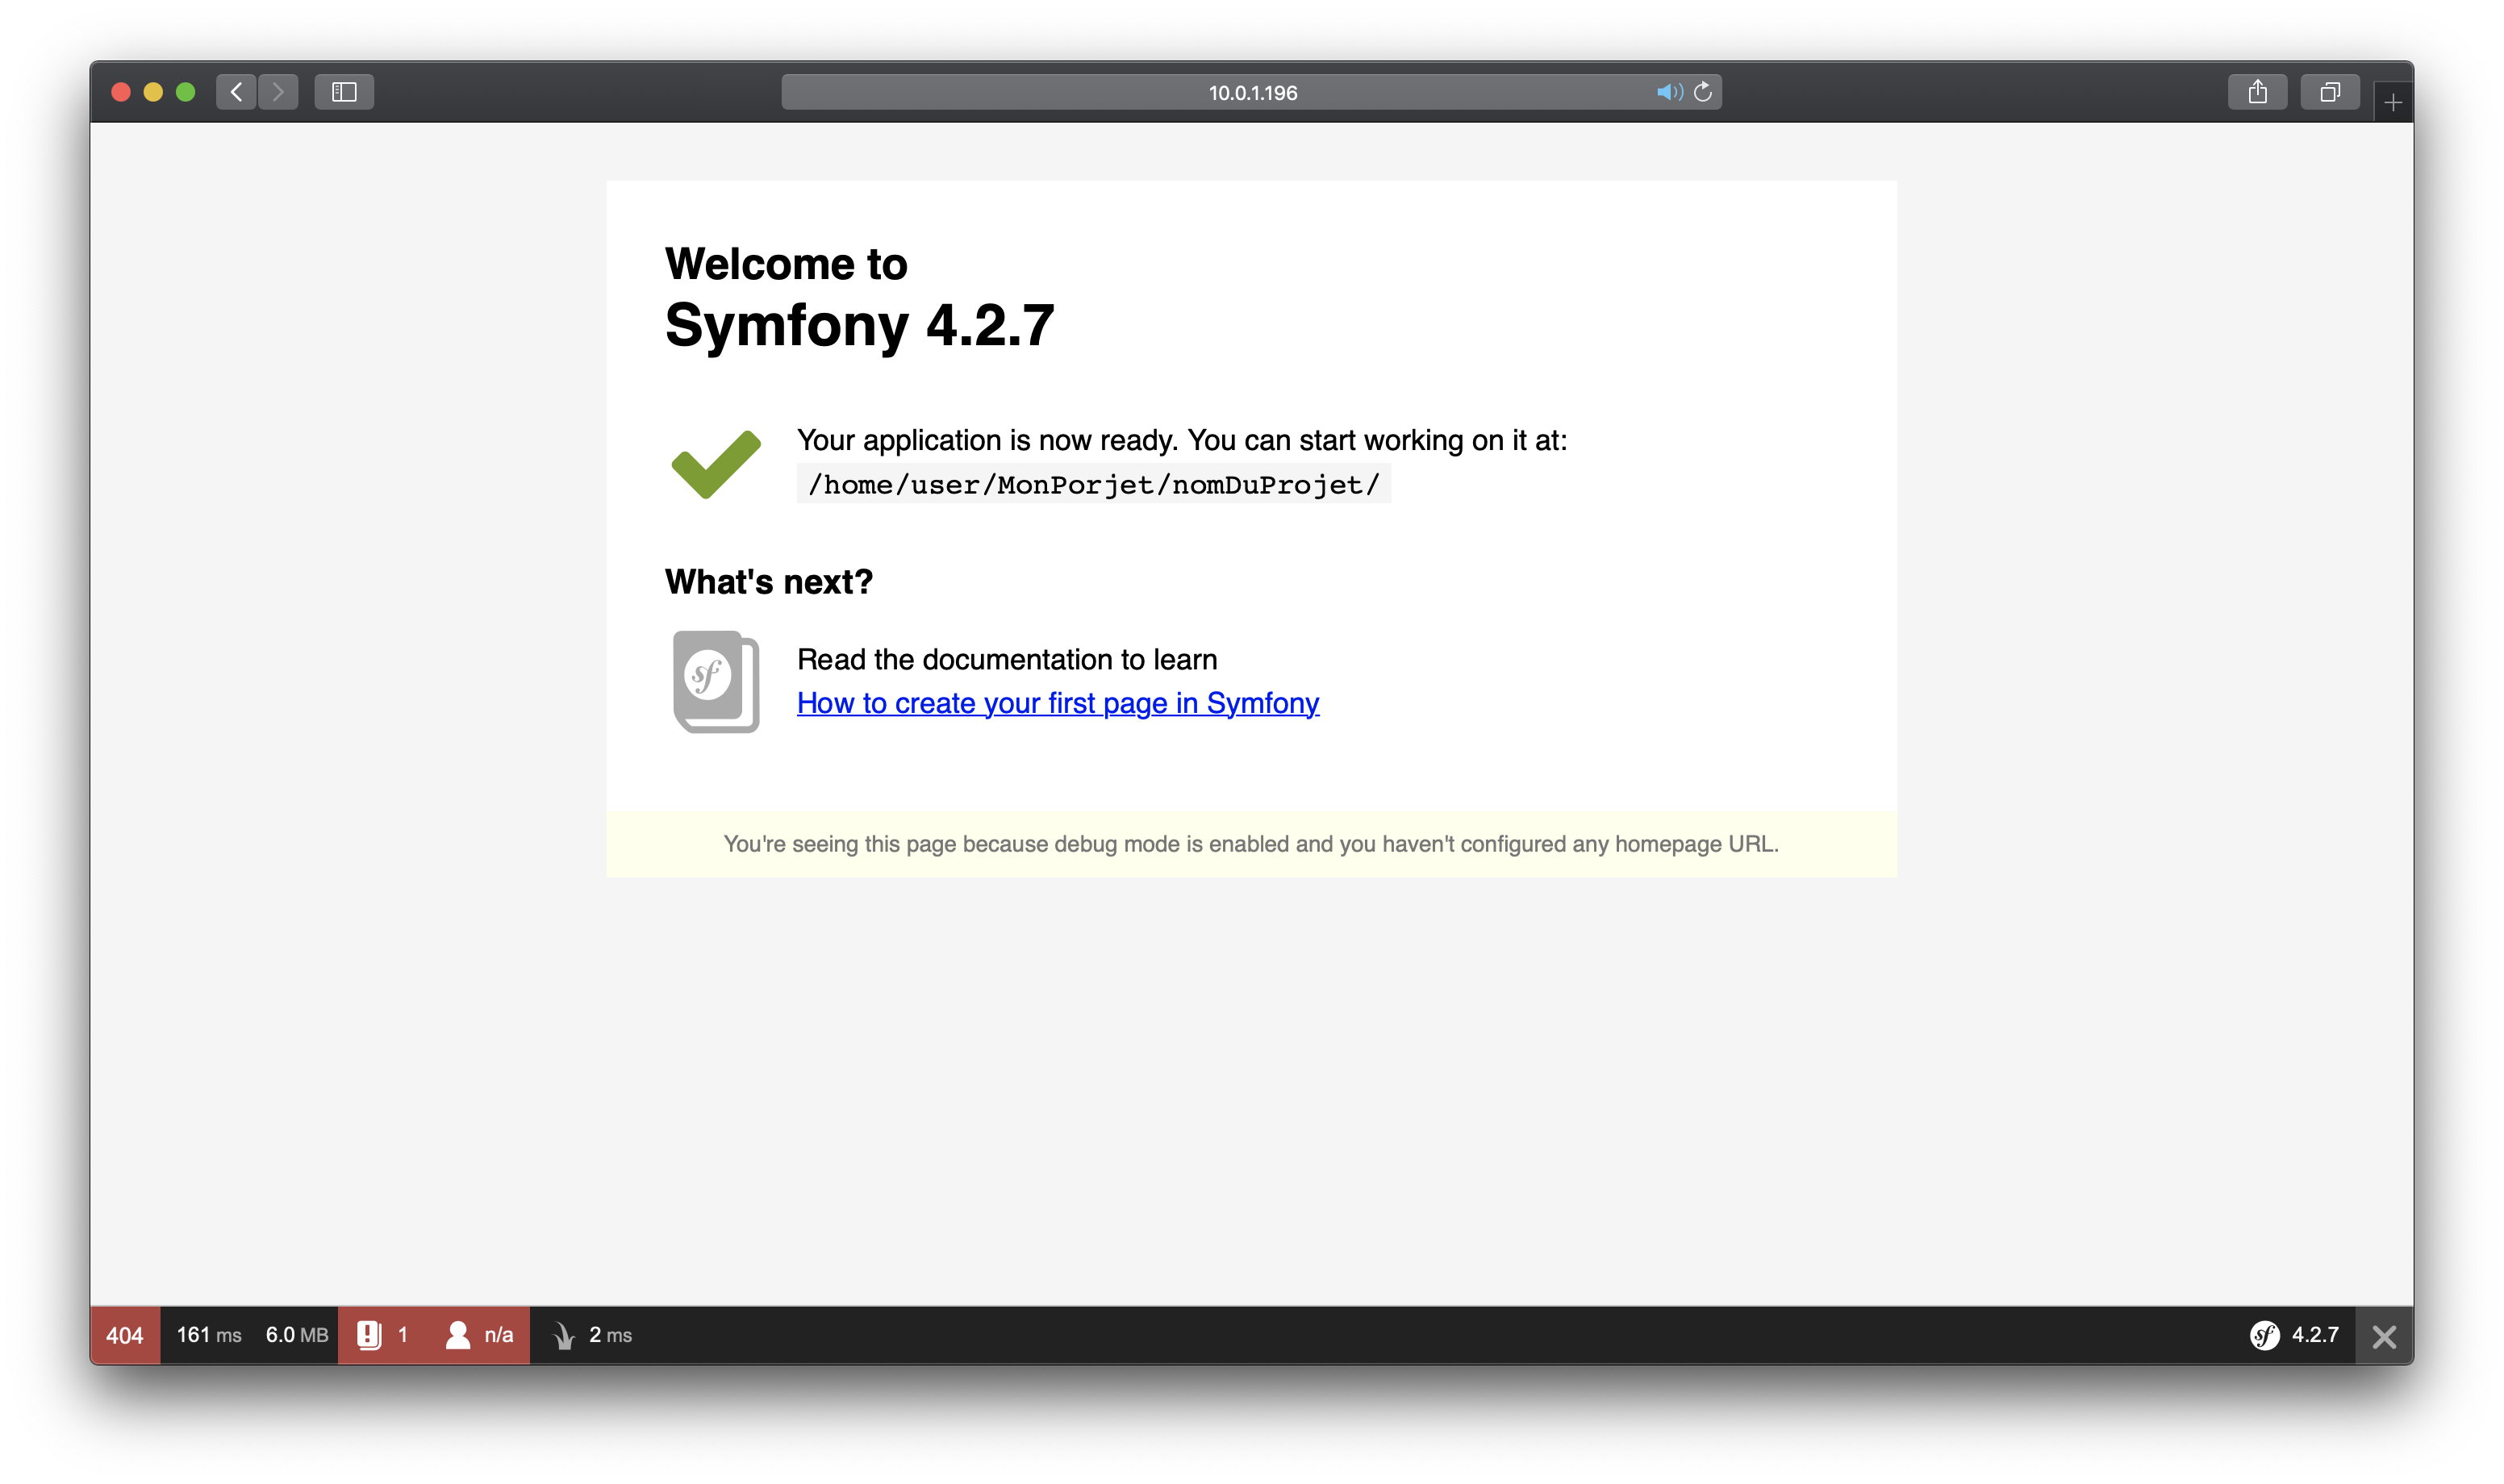 10.0.1.196
Welcome to
Symfony 4.2.7
Your application is now ready. You can start working on it at:
/home/user/MonPorjet/nomDuProjet/
What's next?
sf
Read the documentation to learn
How to create your first page in Symfony
You're seeing this page because debug mode is enabled and you haven't configured any homepage URL.
404 161 ms 6.0 MB 1 n/a 2 ms sf 4.2.7